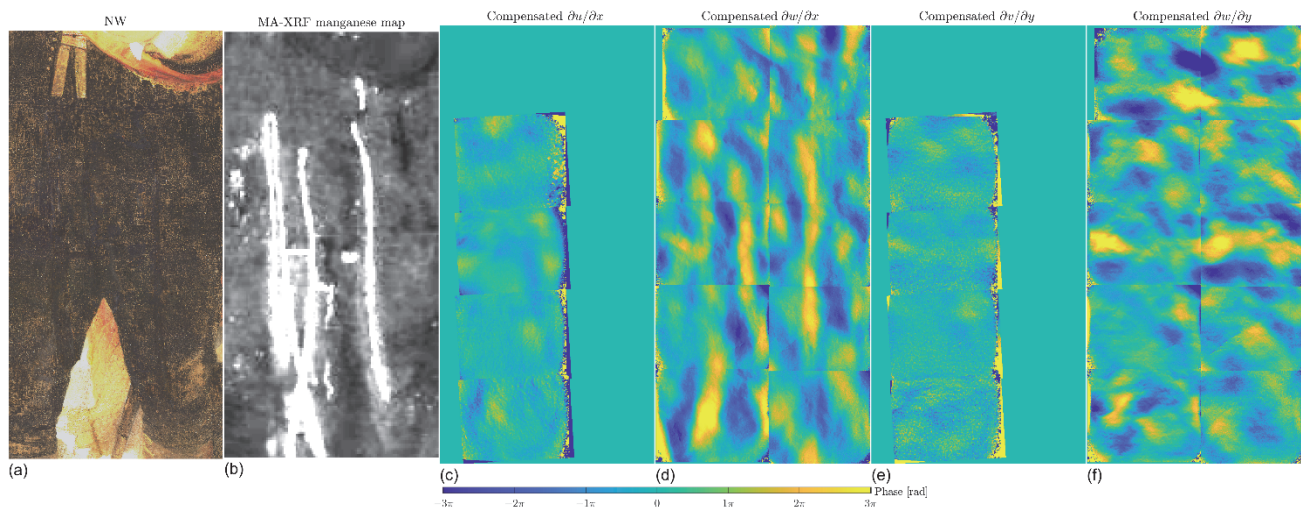 NW
MA-XRF manganese map
Compensated ∂u/∂x
Compensated ∂w/∂x
Compensated ∂v/∂y
Compensated ∂w/∂y
(a)
(b)
(c)
(d)
(e)
(f)
Phase [rad]
−3π −2π −1π 0 1π 2π 3π